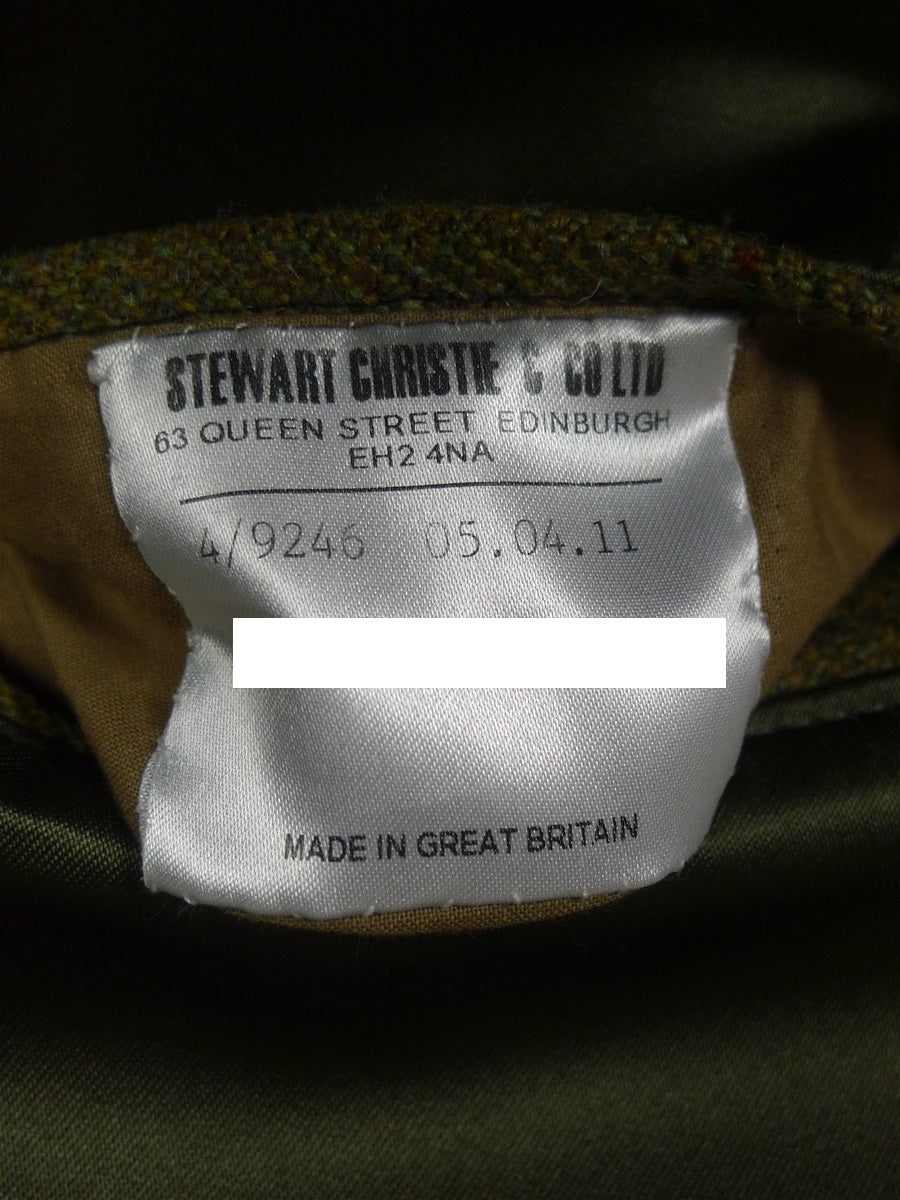 STEWART CHRISTIE & CO LTD
63 QUEEN STREET EDINBURGH
EH2 4NA
4/9246 05.04.11
MADE IN GREAT BRITAIN